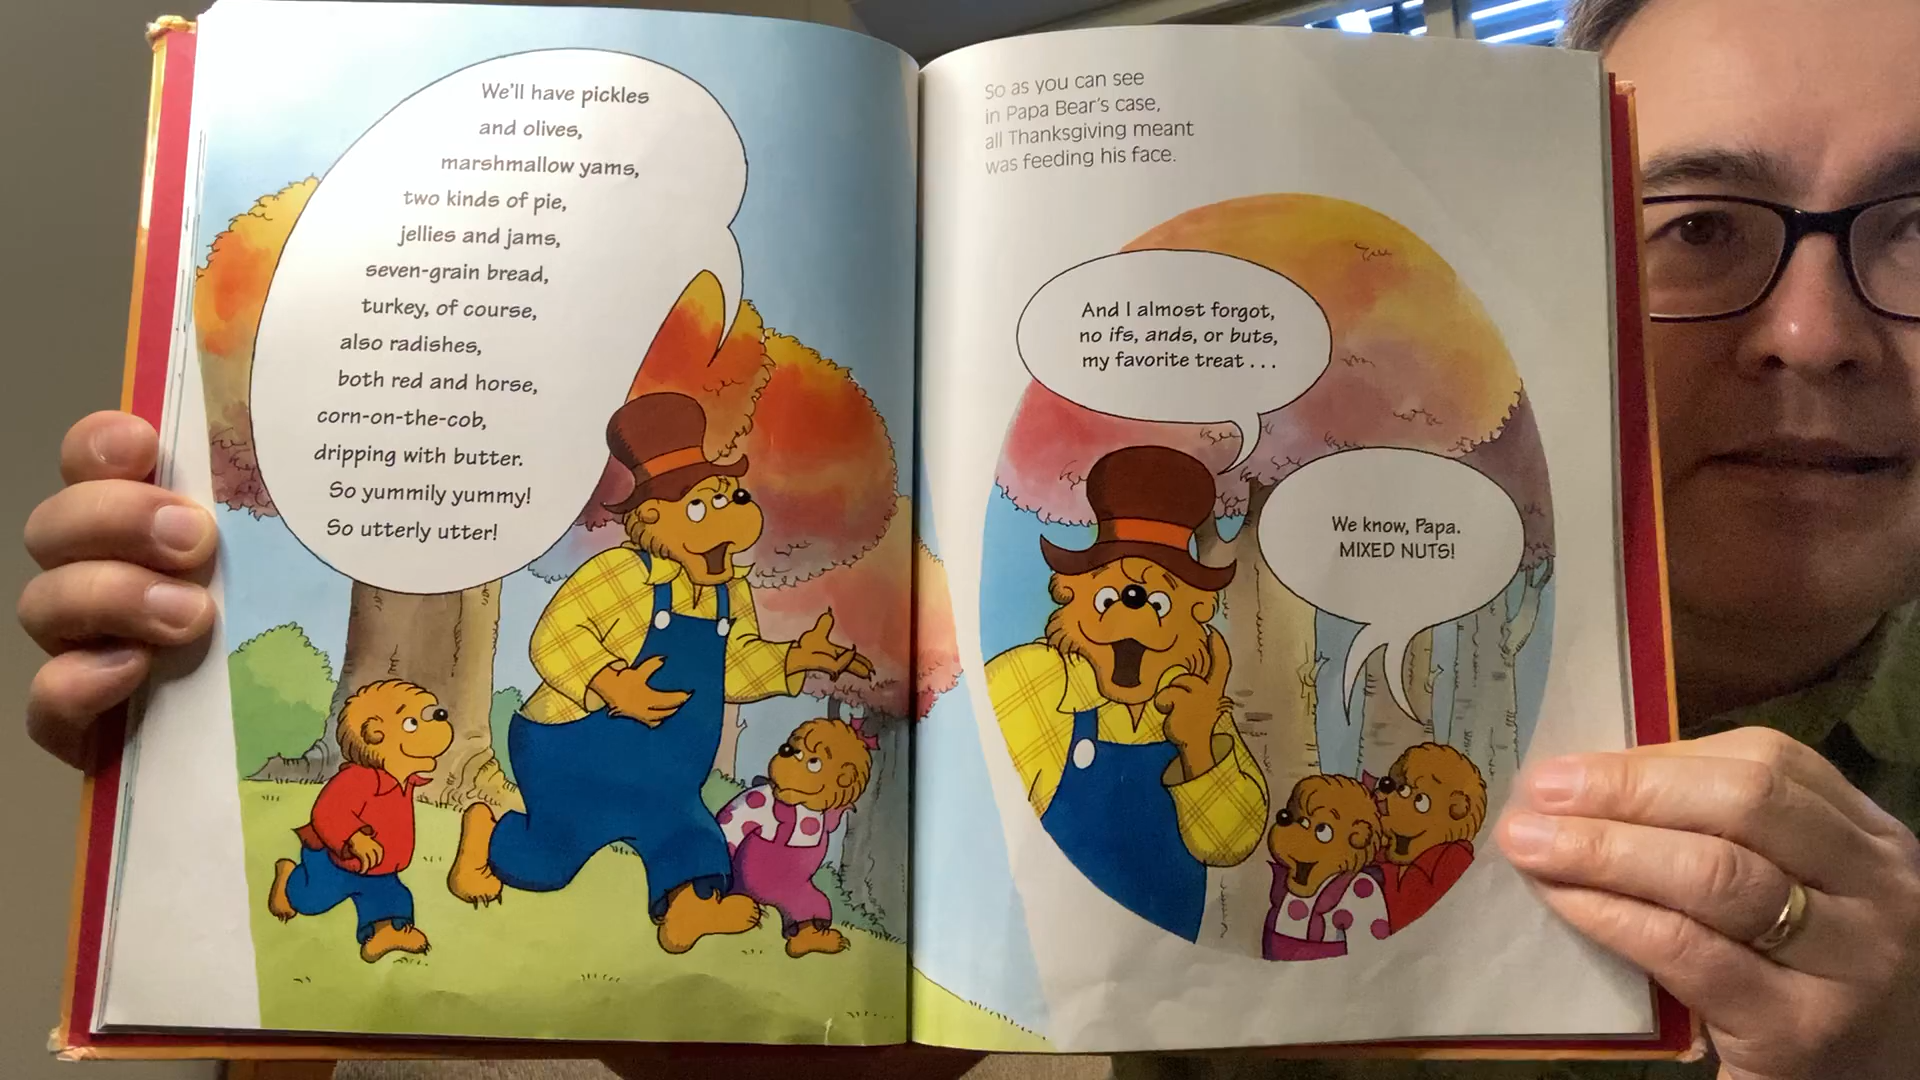 We'll have pickles
and olives,
marshmallow yams,
two kinds of pie,
jellies and jams,
seven-grain bread,
turkey, of course,
also radishes,
both red and horse,
corn-on-the-cob,
dripping with butter.
So yummily yummy!
So utterly utter!
So as you can see
in Papa Bear's case,
all Thanksgiving meant
was feeding his face.
And I almost forgot,
no ifs, ands, or buts,
my favorite treat . . .
We know, Papa.
MIXED NUTS!